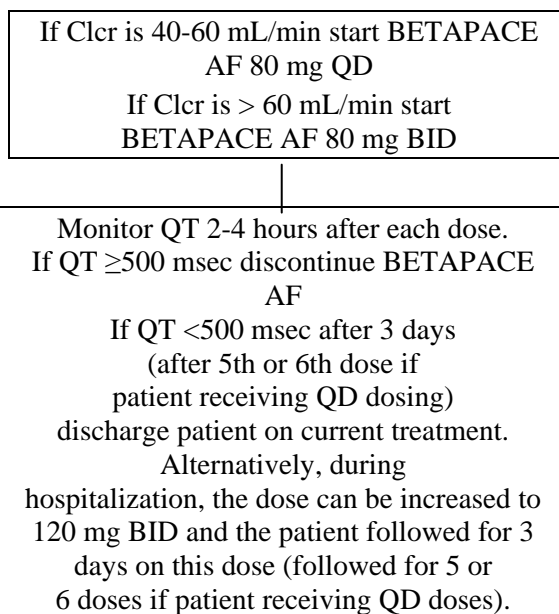 If Clcr is 40-60 mL/min start BETAPACE
AF 80 mg QD
If Clcr is > 60 mL/min start
BETAPACE AF 80 mg BID
Monitor QT 2-4 hours after each dose.
If QT ≥500 msec discontinue BETAPACE
AF
If QT <500 msec after 3 days
(after 5th or 6th dose if
patient receiving QD dosing)
discharge patient on current treatment.
Alternatively, during
hospitalization, the dose can be increased to
120 mg BID and the patient followed for 3
days on this dose (followed for 5 or
6 doses if patient receiving QD doses).